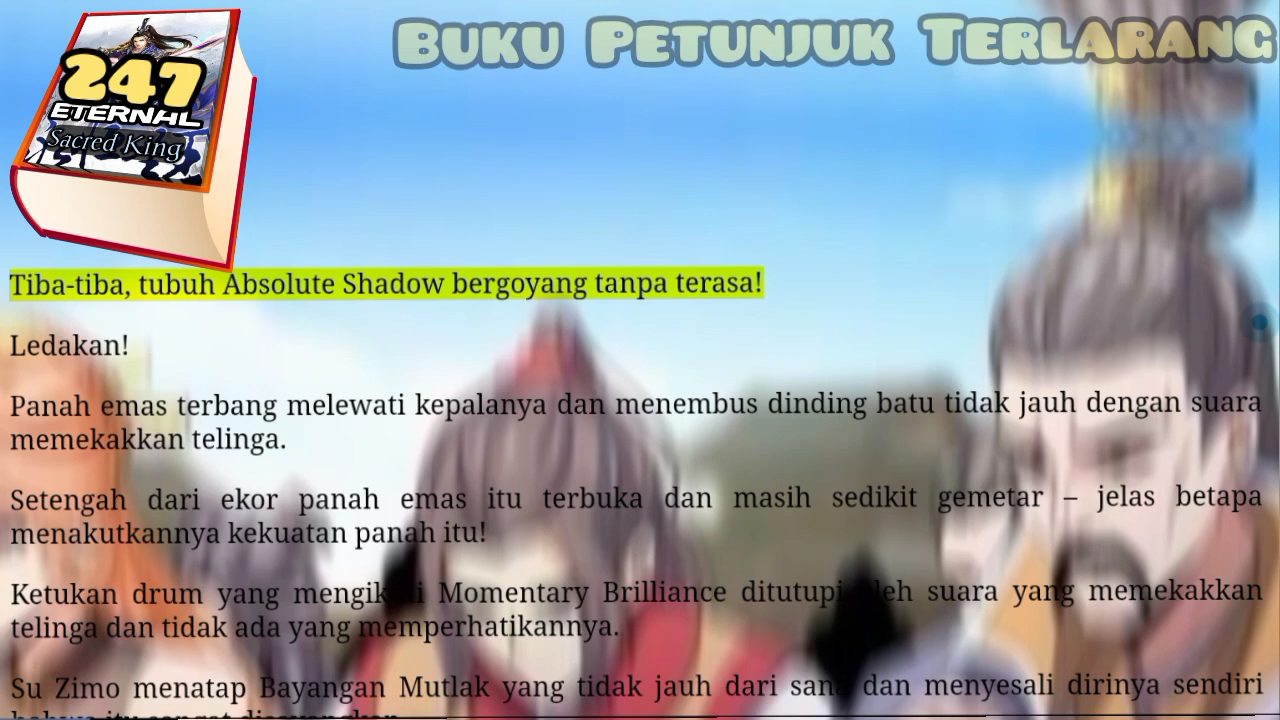 Buku Petunjuk Terlarang
247
ETERNAL
Sacred King
Tiba-tiba, tubuh Absolute Shadow bergoyang tanpa terasa!
Ledakan!
Panah emas terbang melewati kepalanya dan menembus dinding batu tidak jauh dengan suara
memekakkan telinga.
Setengah dari ekor panah emas itu terbuka dan masih sedikit gemetar – jelas betapa
menakutkannya kekuatan panah itu!
Ketukan drum yang mengikuti Momentary Brilliance ditutupi oleh suara yang memekakkan
telinga dan tidak ada yang memperhatikannya.
Su Zimo menatap Bayangan Mutlak yang tidak jauh dari sana dan menyesali dirinya sendiri